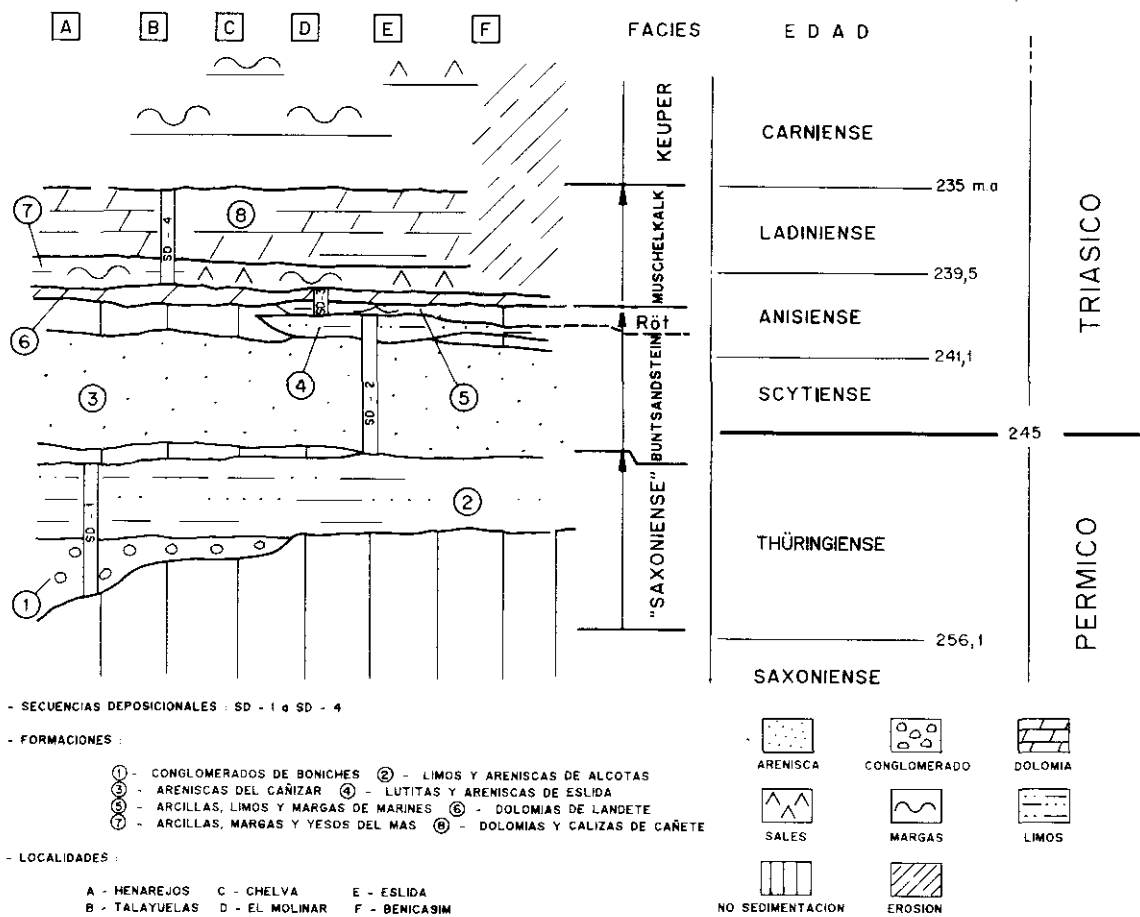 A B C D E F FACIES EDAD
KEUPER
CARNIENSE
235 m.a
7
8
SD - 4
MUSCHELKALK
LADINIENSE
239,5
TRIASICO
SD-3
Röt
ANISIENSE
6
4
5
241,1
3
SD - 2
BUNTSANDSTEIN
SCYTIENSE
245
2
SD - 1
"SAXONIENSE"
THÜRINGIENSE
PERMICO
1
256,1
SAXONIENSE
- SECUENCIAS DEPOSICIONALES : SD - 1 a SD - 4
- FORMACIONES :
1 - CONGLOMERADOS DE BONICHES 2 - LIMOS Y ARENISCAS DE ALCOTAS
3 - ARENISCAS DEL CAÑIZAR 4 - LUTITAS Y ARENISCAS DE ESLIDA
5 - ARCILLAS, LIMOS Y MARGAS DE MARINES 6 - DOLOMIAS DE LANDETE
7 - ARCILLAS, MARGAS Y YESOS DEL MAS 8 - DOLOMIAS Y CALIZAS DE CAÑETE
- LOCALIDADES :
A - HENAREJOS C - CHELVA E - ESLIDA
B - TALAYUELAS D - EL MOLINAR F - BENICASIM
ARENISCA CONGLOMERADO DOLOMIA
SALES MARGAS LIMOS
NO SEDIMENTACION EROSION